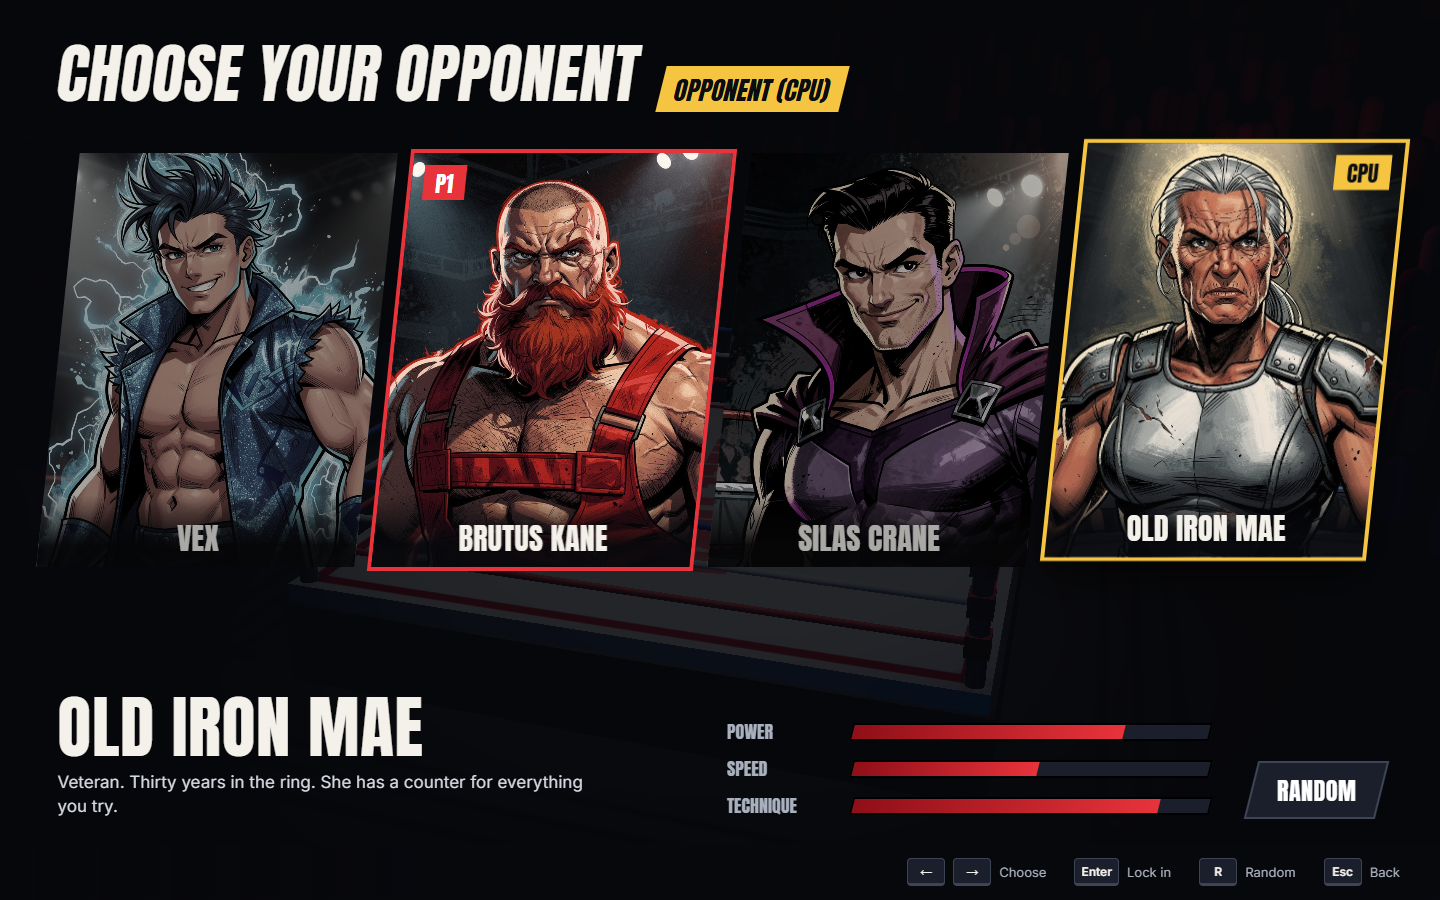 CHOOSE YOUR OPPONENT
OPPONENT (CPU)
P1
CPU
VEX
BRUTUS KANE
SILAS CRANE
OLD IRON MAE
OLD IRON MAE
Veteran. Thirty years in the ring. She has a counter for everything
you try.
POWER
SPEED
TECHNIQUE
RANDOM
← → Choose Enter Lock in R Random Esc Back